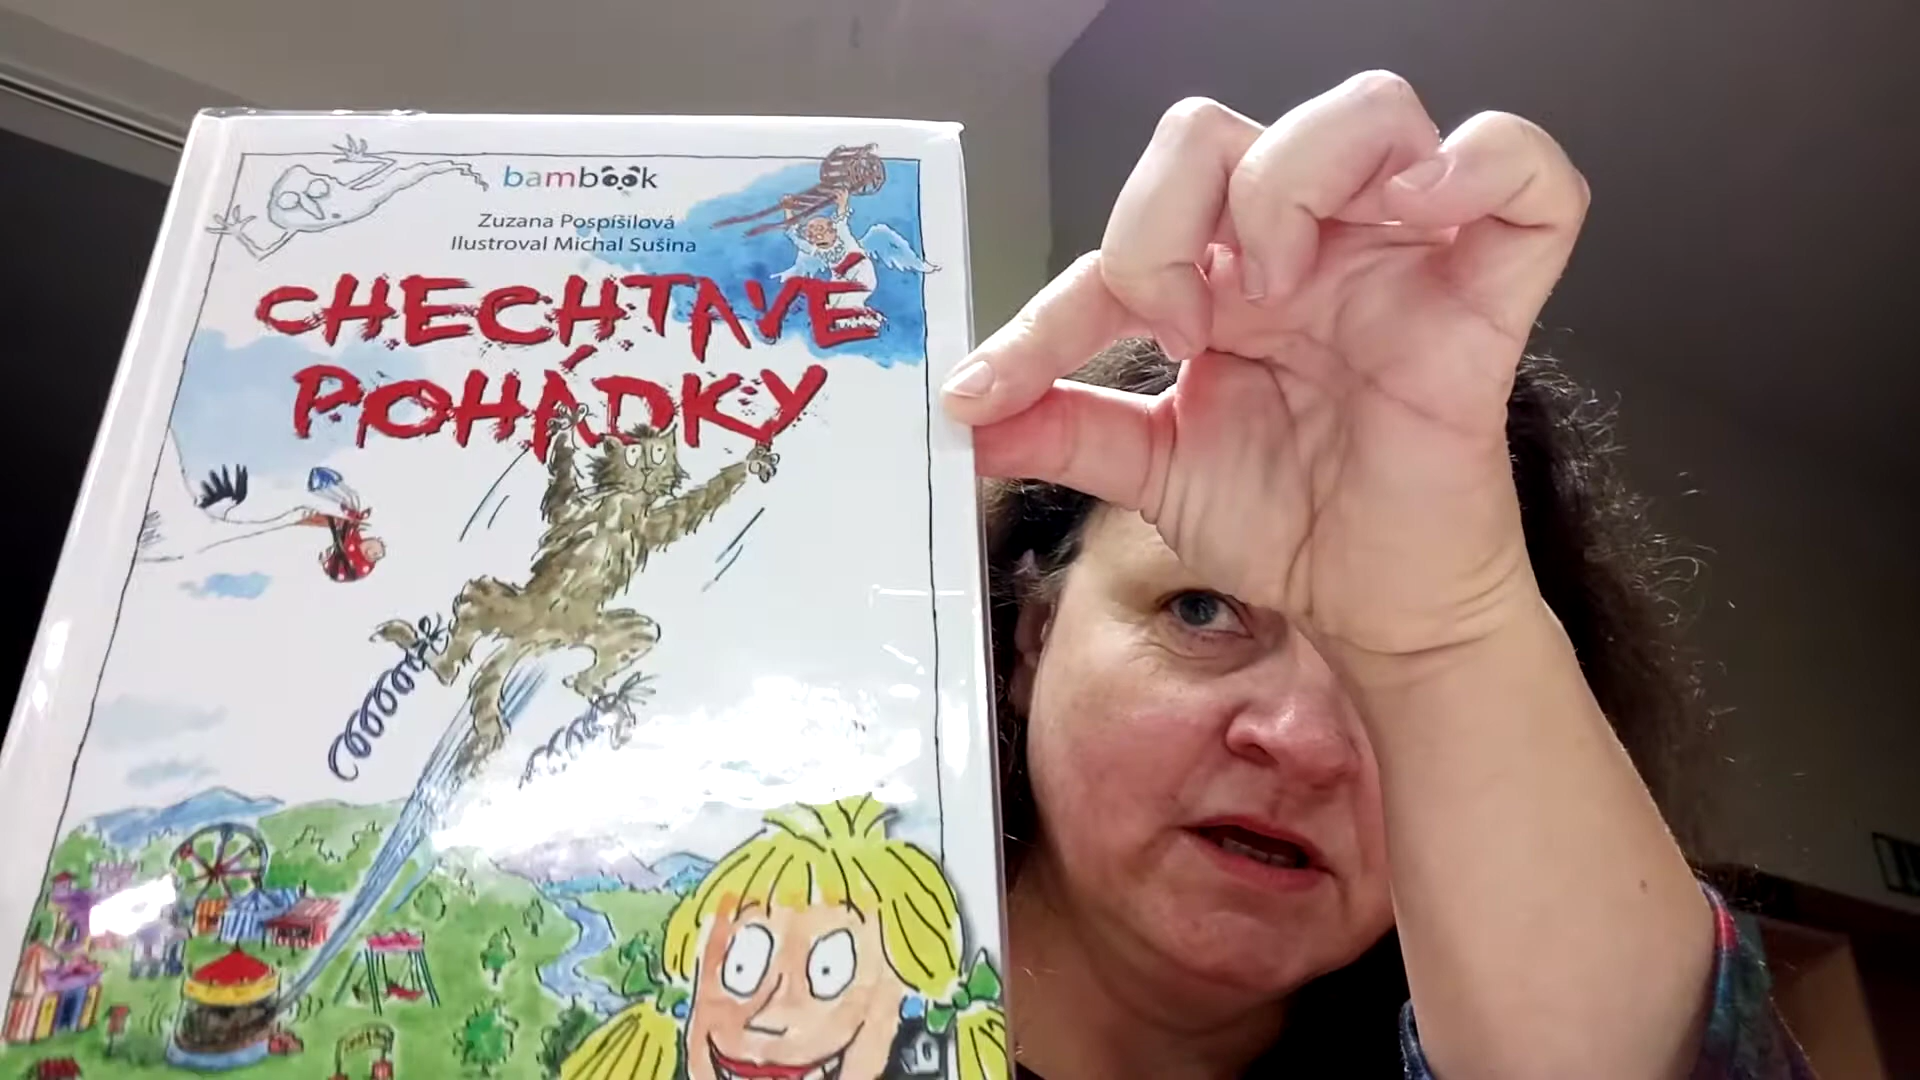 bambook
Zuzana Pospíšilová
Ilustroval Michal Sušina
CHECHTAVÉ
POHÁDKY